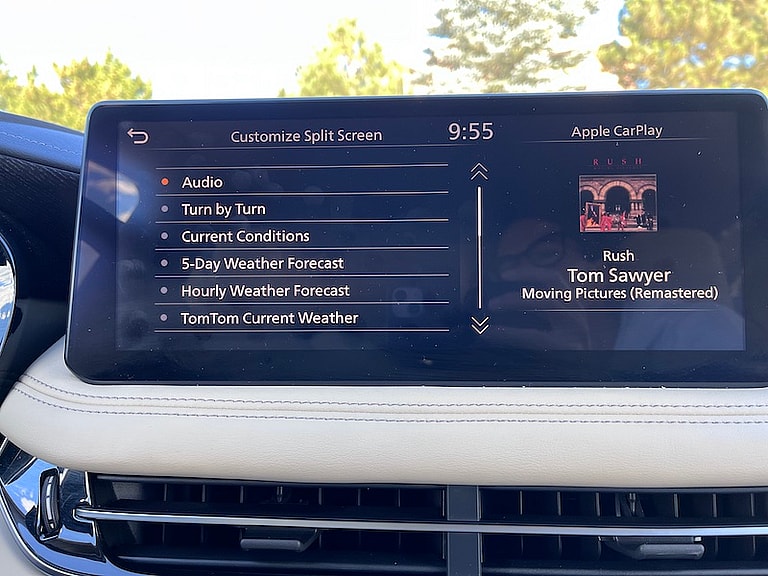 Customize Split Screen
9:55
Apple CarPlay
Audio
Turn by Turn
Current Conditions
5-Day Weather Forecast
Hourly Weather Forecast
TomTom Current Weather
RUSH
Rush
Tom Sawyer
Moving Pictures (Remastered)